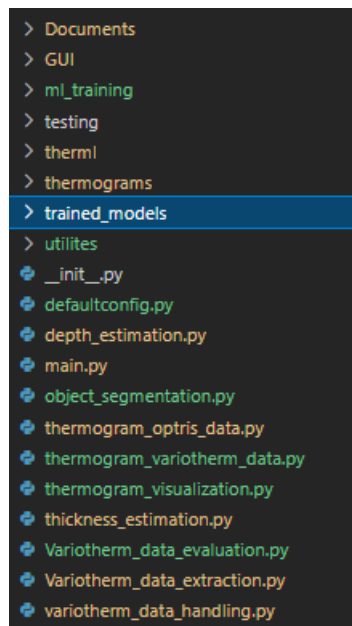 Documents
GUI
ml_training
testing
therml
thermograms
trained_models
utilites
__init__.py
defaultconfig.py
depth_estimation.py
main.py
object_segmentation.py
thermogram_optris_data.py
thermogram_variotherm_data.py
thermogram_visualization.py
thickness_estimation.py
Variotherm_data_evaluation.py
Variotherm_data_extraction.py
variotherm_data_handling.py